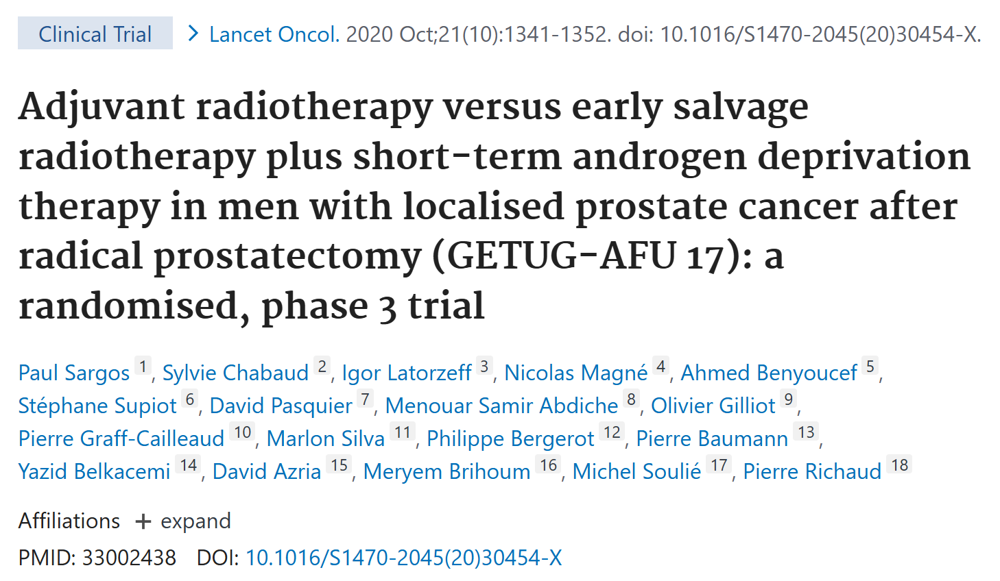 Clinical Trial > Lancet Oncol. 2020 Oct;21(10):1341-1352. doi: 10.1016/S1470-2045(20)30454-X.
Adjuvant radiotherapy versus early salvage
radiotherapy plus short-term androgen deprivation
therapy in men with localised prostate cancer after
radical prostatectomy (GETUG-AFU 17): a
randomised, phase 3 trial
Paul Sargos 1, Sylvie Chabaud 2, Igor Latorzeff 3, Nicolas Magné 4, Ahmed Benyoucef 5,
Stéphane Supiot 6, David Pasquier 7, Menouar Samir Abdiche 8, Olivier Gilliot 9,
Pierre Graff-Cailleaud 10, Marlon Silva 11, Philippe Bergerot 12, Pierre Baumann 13,
Yazid Belkacemi 14, David Azria 15, Meryem Brihoum 16, Michel Soulié 17, Pierre Richaud 18
Affiliations + expand
PMID: 33002438 DOI: 10.1016/S1470-2045(20)30454-X